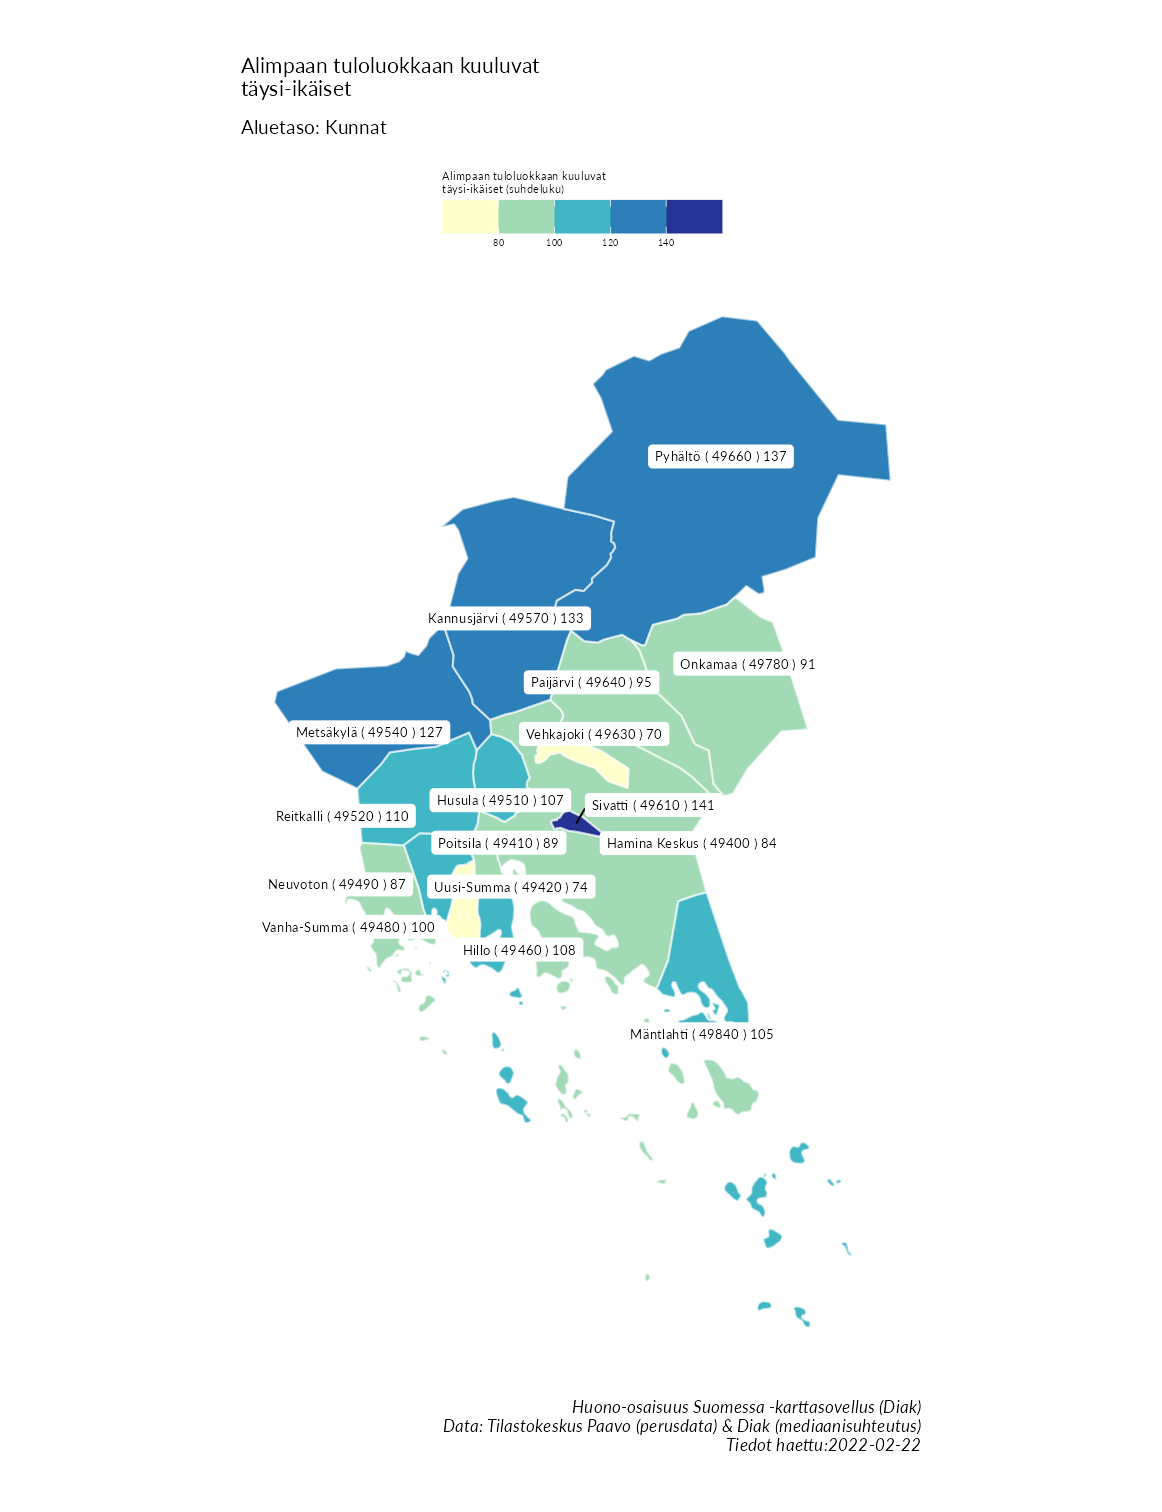 Alimpaan tuloluokkaan kuuluvat
täysi-ikäiset
Aluetaso: Kunnat
Alimpaan tuloluokkaan kuuluvat
täysi-ikäiset (suhdeluku)
80 100 120 140
Pyhältö ( 49660 ) 137
Kannusjärvi ( 49570 ) 133
Onkamaa ( 49780 ) 91
Paijärvi ( 49640 ) 95
Metsäkylä ( 49540 ) 127
Vehkajoki ( 49630 ) 70
Husula ( 49510 ) 107
Sivatti ( 49610 ) 141
Reitkalli ( 49520 ) 110
Poitsila ( 49410 ) 89
Hamina Keskus ( 49400 ) 84
Neuvoton ( 49490 ) 87
Uusi-Summa ( 49420 ) 74
Vanha-Summa ( 49480 ) 100
Hillo ( 49460 ) 108
Mäntlahti ( 49840 ) 105
Huono-osaisuus Suomessa -karttasovellus (Diak)
Data: Tilastokeskus Paavo (perusdata) & Diak (mediaanisuhteutus)
Tiedot haettu:2022-02-22